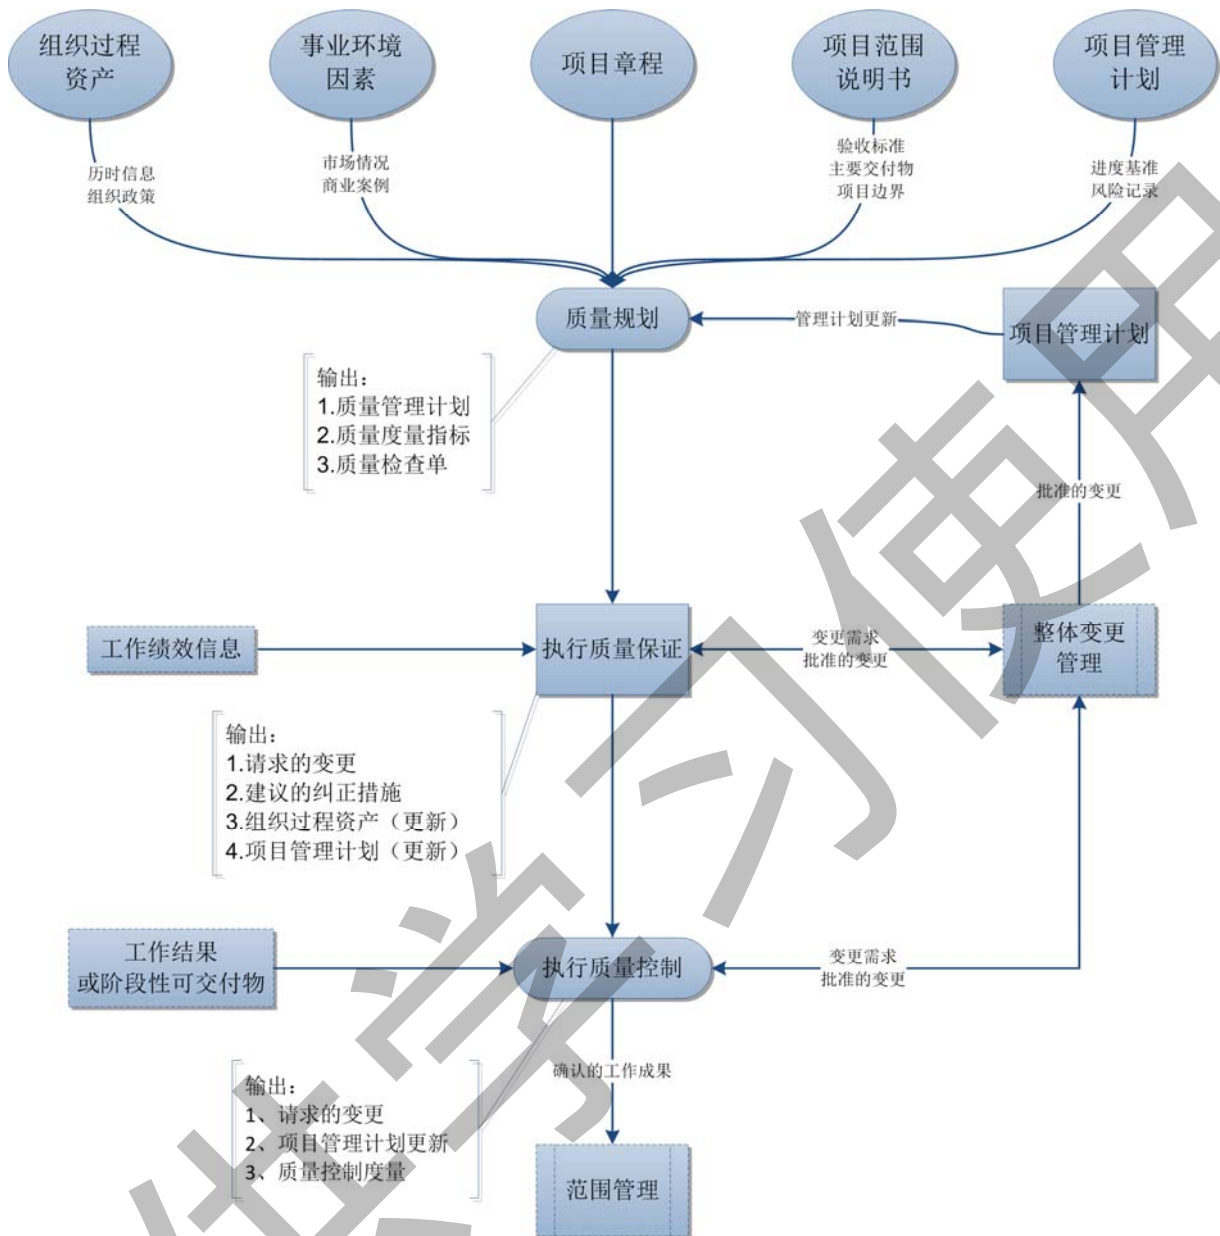 组织过程
资产
事业环境
因素
项目章程
项目范围
说明书
项目管理
计划
历时信息
组织政策
市场情况
商业案例
验收标准
主要交付物
项目边界
进度基准
风险记录
质量规划
管理计划更新
项目管理计划
输出：
1.质量管理计划
2.质量度量指标
3.质量检查单
批准的变更
工作绩效信息
执行质量保证
变更需求
批准的变更
整体变更
管理
输出：
1.请求的变更
2.建议的纠正措施
3.组织过程资产（更新）
4.项目管理计划（更新）
工作结果
或阶段性可交付物
执行质量控制
变更需求
批准的变更
确认的工作成果
输出：
1、请求的变更
2、项目管理计划更新
3、质量控制度量
范围管理
供学习使用